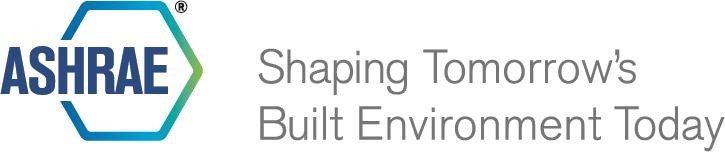 ASHRAE®
Shaping Tomorrow's
Built Environment Today